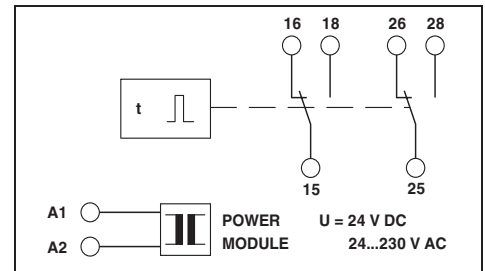 16 18 26 28
t
15 25
A1
POWER U = 24 V DC
A2
MODULE 24...230 V AC